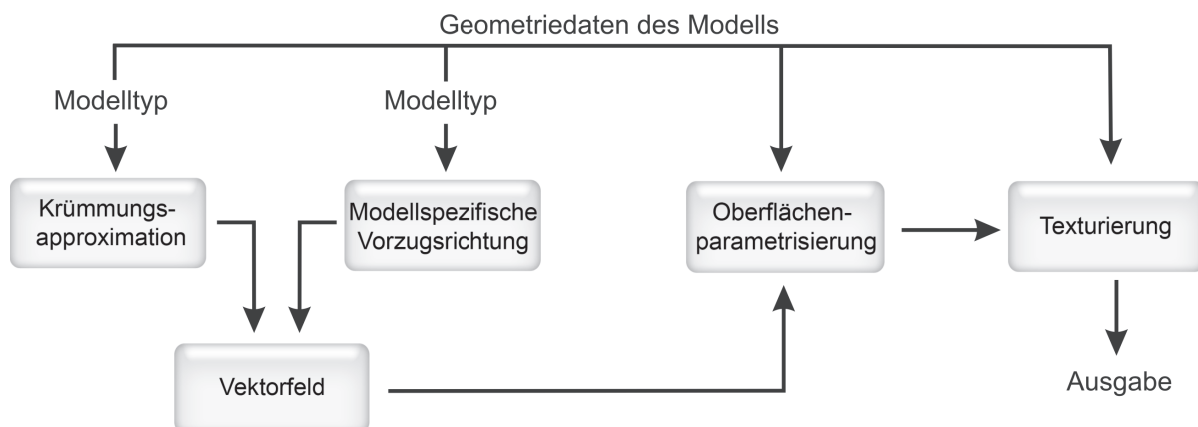 Geometriedaten des Modells
Modelltyp
Modelltyp
Krümmungs-
approximation
Modellspezifische
Vorzugsrichtung
Oberflächen-
parametrisierung
Texturierung
Vektorfeld
Ausgabe